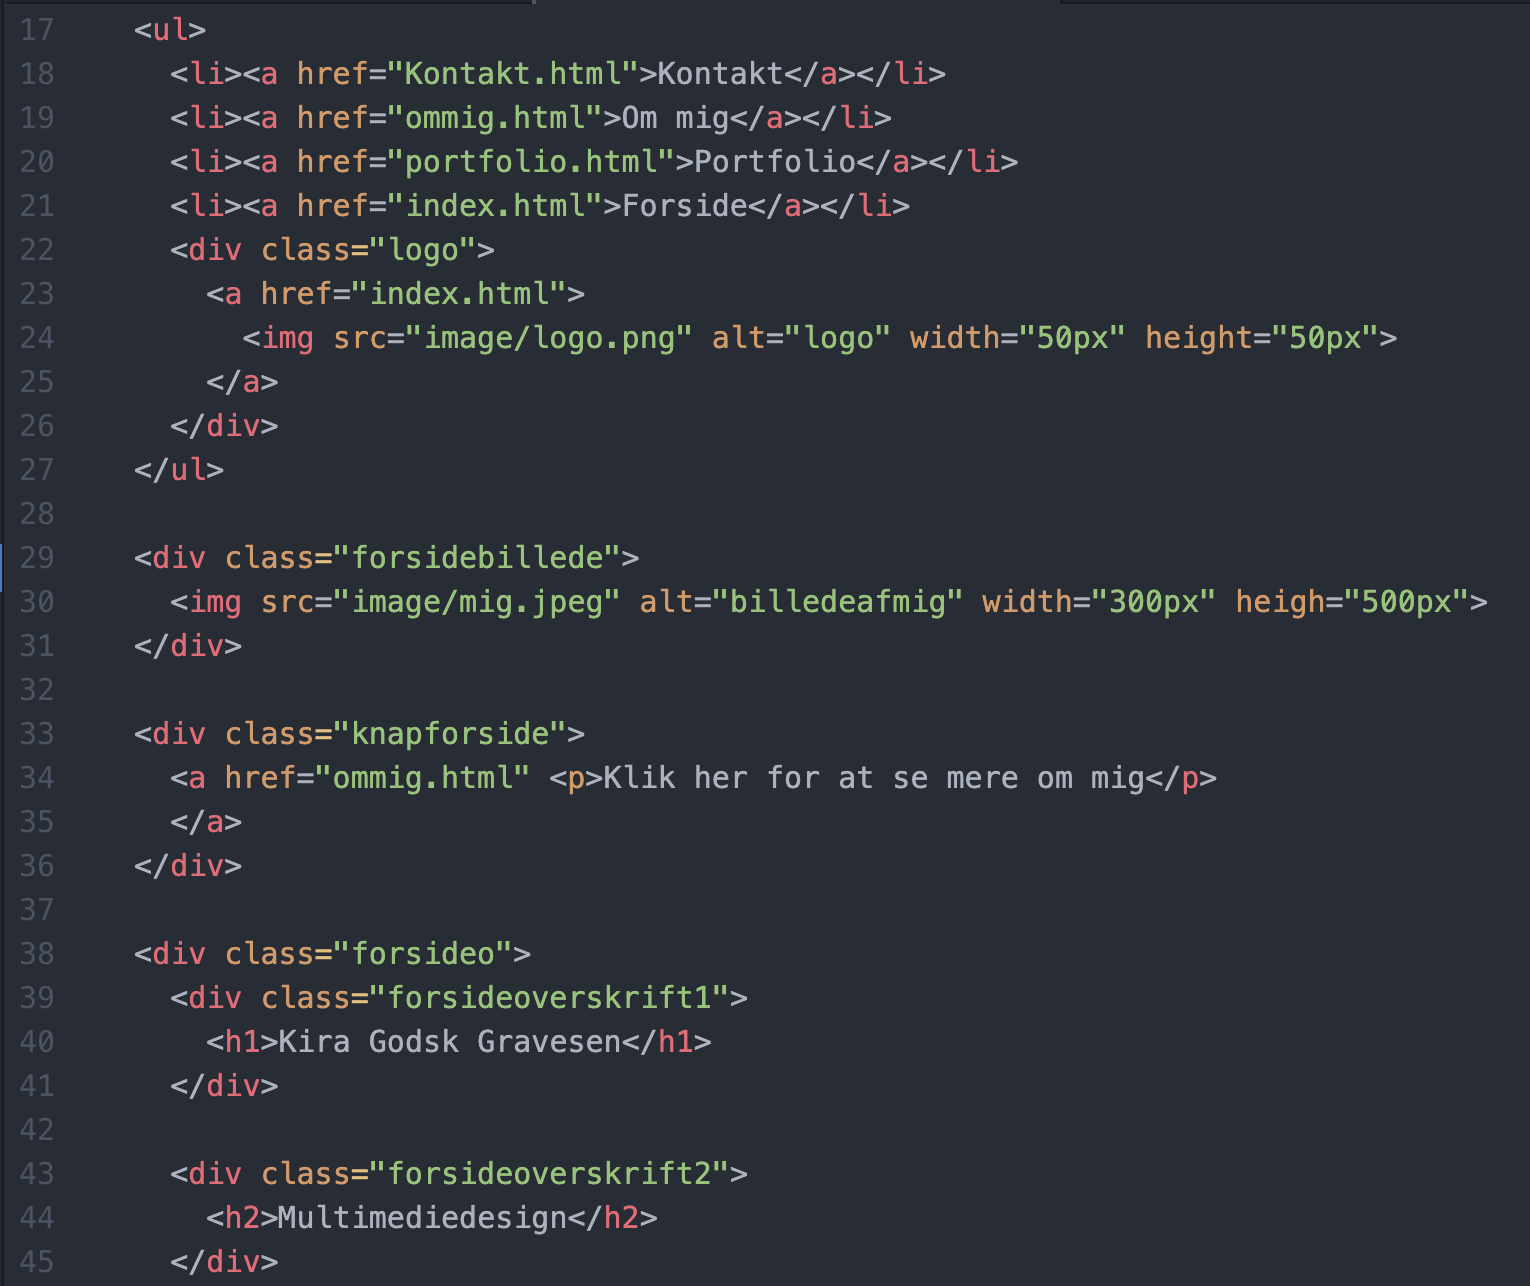 17 <ul>
18 <li><a href="Kontakt.html">Kontakt</a></li>
19 <li><a href="ommig.html">Om mig</a></li>
20 <li><a href="portfolio.html">Portfolio</a></li>
21 <li><a href="index.html">Forside</a></li>
22 <div class="logo">
23 <a href="index.html">
24 <img src="image/logo.png" alt="logo" width="50px" height="50px">
25 </a>
26 </div>
27 </ul>
28
29 <div class="forsidebillede">
30 <img src="image/mig.jpeg" alt="billedeafmig" width="300px" heigh="500px">
31 </div>
32
33 <div class="knapforside">
34 <a href="ommig.html" <p>Klik her for at se mere om mig</p>
35 </a>
36 </div>
37
38 <div class="forsideo">
39 <div class="forsideoverskrift1">
40 <h1>Kira Godsk Gravesen</h1>
41 </div>
42
43 <div class="forsideoverskrift2">
44 <h2>Multimediedesign</h2>
45 </div>